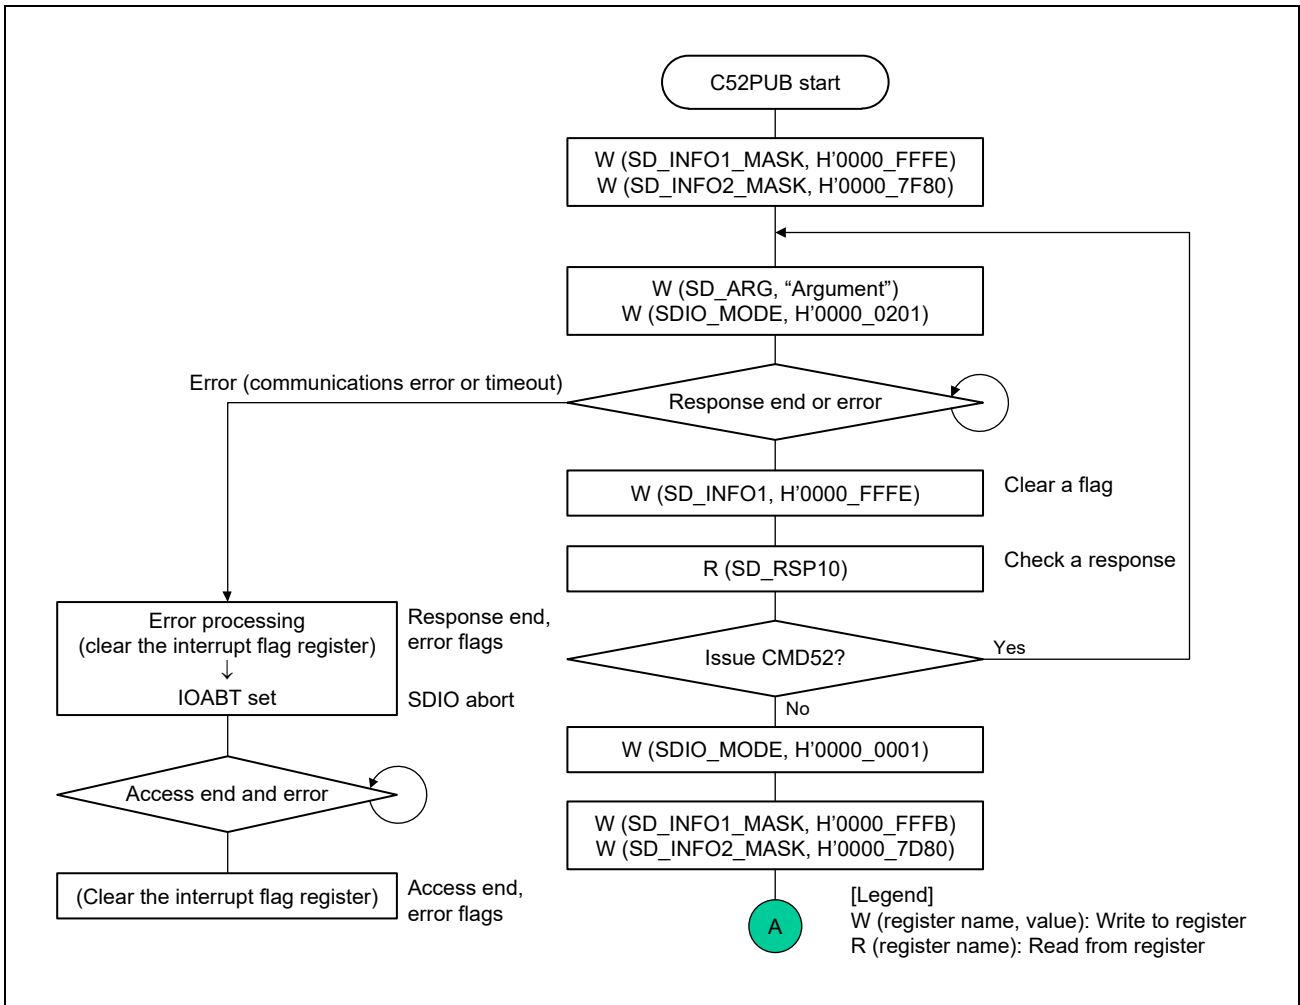 C52PUB start
W (SD_INFO1_MASK, H'0000_FFFE)
W (SD_INFO2_MASK, H'0000_7F80)
W (SD_ARG, “Argument”)
W (SDIO_MODE, H'0000_0201)
Error (communications error or timeout)
Response end or error
W (SD_INFO1, H'0000_FFFE)
Clear a flag
R (SD_RSP10)
Check a response
Error processing
(clear the interrupt flag register)
↓
IOABT set
Response end,
error flags
SDIO abort
Issue CMD52?
Yes
No
W (SDIO_MODE, H'0000_0001)
Access end and error
W (SD_INFO1_MASK, H'0000_FFFB)
W (SD_INFO2_MASK, H'0000_7D80)
(Clear the interrupt flag register)
Access end,
error flags
A
[Legend]
W (register name, value): Write to register
R (register name): Read from register